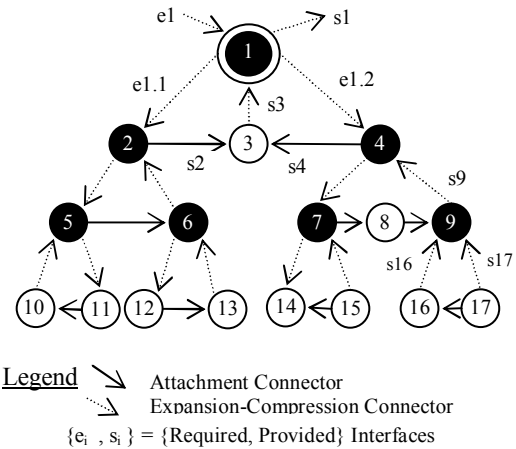 e1
s1
1
e1.1
e1.2
s3
2
s2
3
s4
4
s9
5
6
7
8
9
s16
s17
10
11
12
13
14
15
16
17
Legend
Attachment Connector
Expansion-Compression Connector
{ei , si } = {Required, Provided} Interfaces